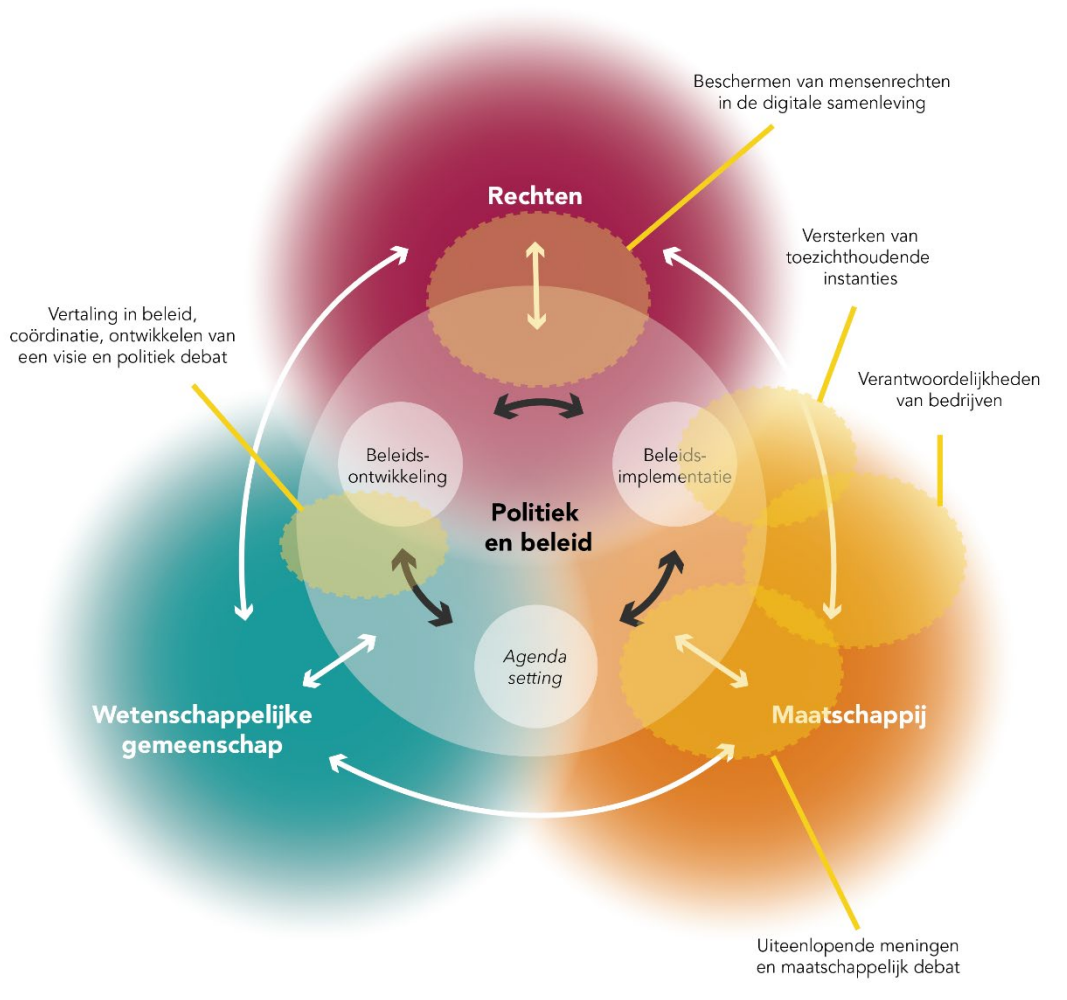 Beschermen van mensenrechten
in de digitale samenleving
Rechten
Versterken van
toezichthoudende
instanties
Vertaling in beleid,
coördinatie, ontwikkelen van
een visie en politiek debat
Verantwoordelijkheden
van bedrijven
Beleids-
ontwikkeling
Beleids-
implementatie
Politiek
en beleid
Agenda
setting
Wetenschappelijke
gemeenschap
Maatschappij
Uiteenlopende meningen
en maatschappelijk debat